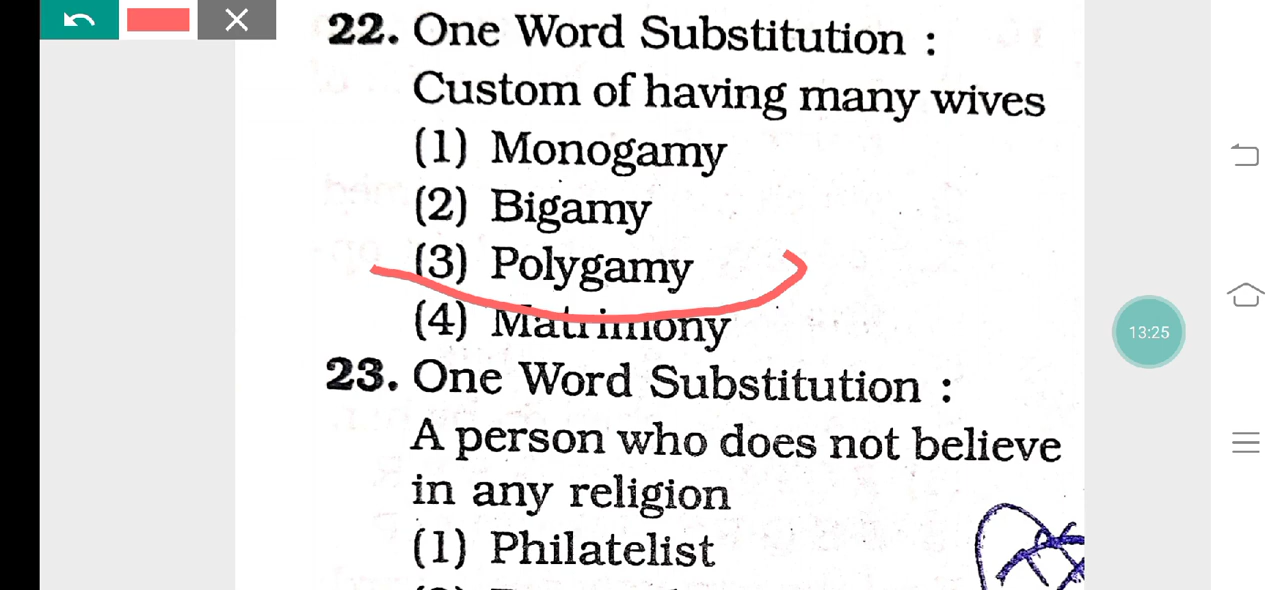 22. One Word Substitution :
Custom of having many wives
(1) Monogamy
(2) Bigamy
(3) Polygamy
(4) Matrimony
13:25
23. One Word Substitution :
A person who does not believe
in any religion
(1) Philatelist